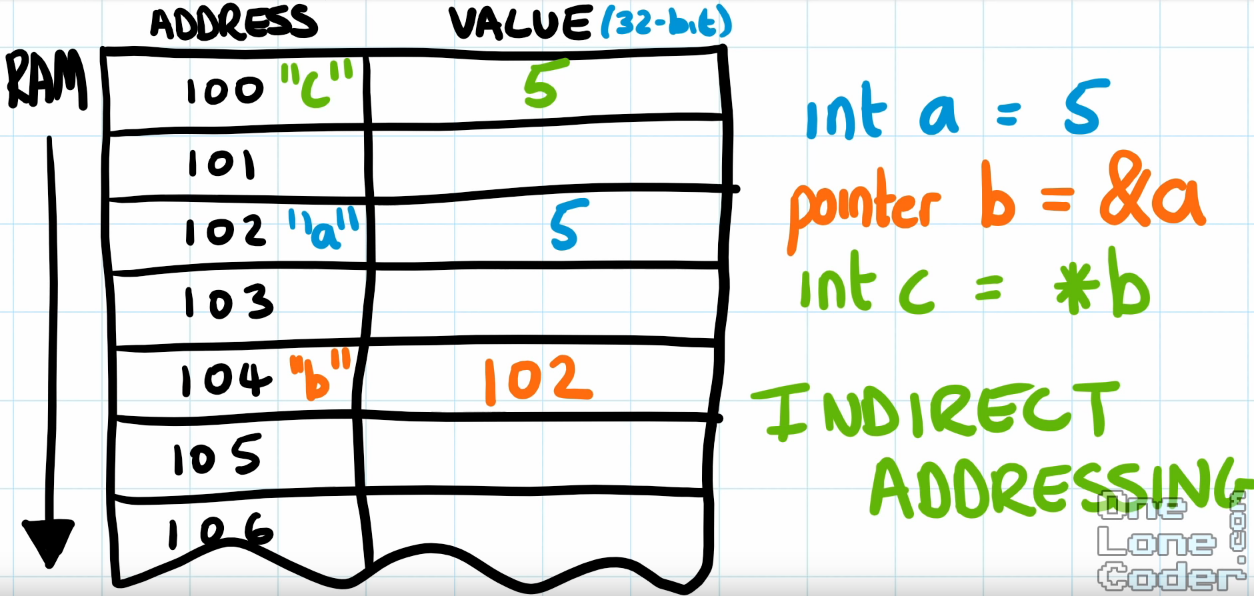 ADDRESS VALUE (32-bit)
RAM
100 "c" 5
101
102 "a" 5
103
104 "b" 102
105
106
int a = 5
pointer b = &a
int c = *b
INDIRECT
ADDRESSING
One
Lone
Coder.com